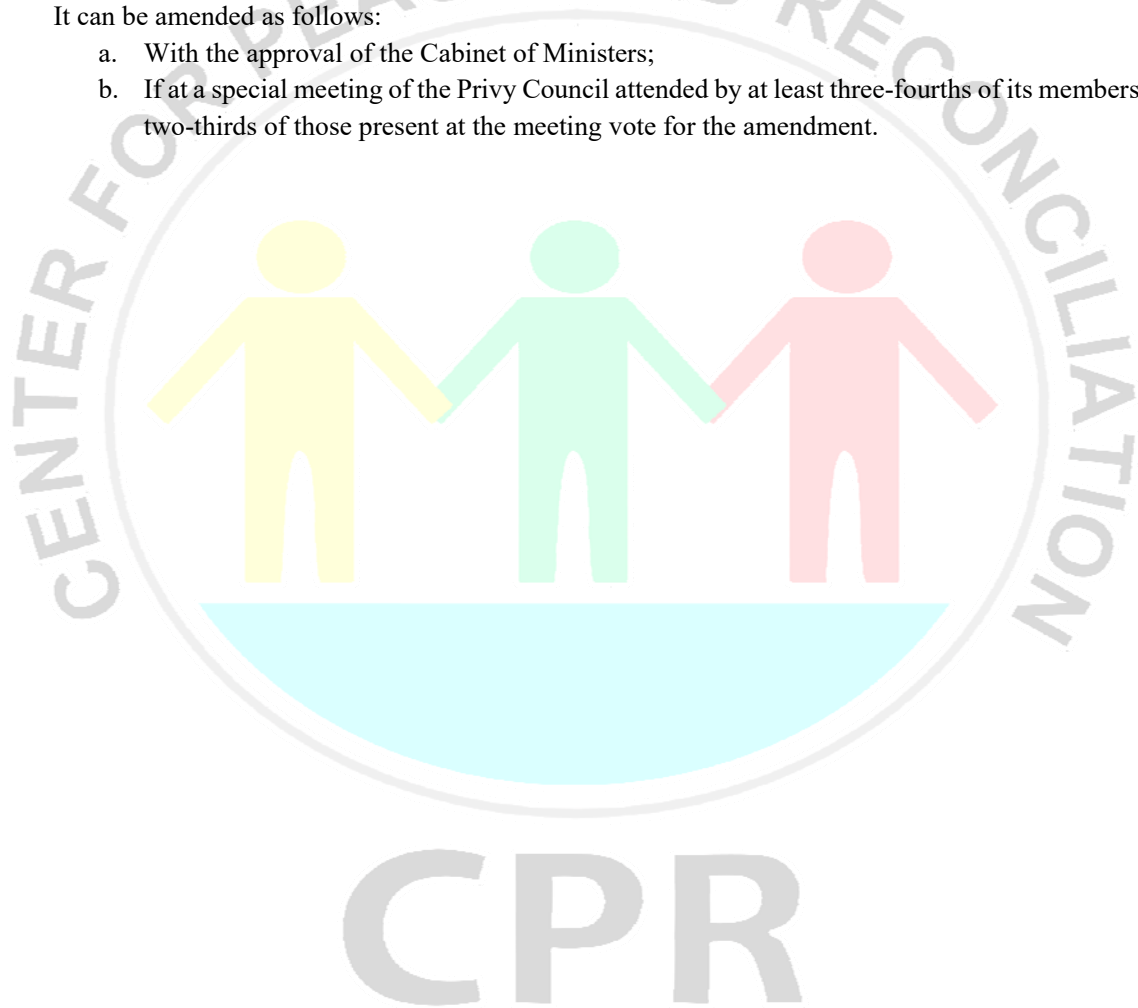 It can be amended as follows:
a. With the approval of the Cabinet of Ministers;
b. If at a special meeting of the Privy Council attended by at least three-fourths of its members
two-thirds of those present at the meeting vote for the amendment.
CENTER FOR PEAC RECONCILIATION
CPR